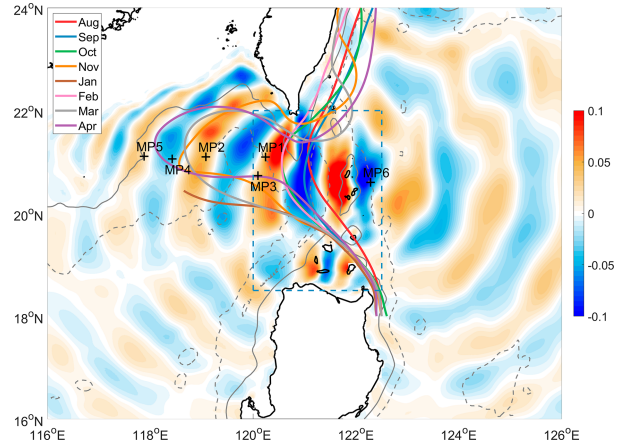 24°N
Aug
Sep
Oct
Nov
Jan
Feb
Mar
Apr
22°N
0.1
MP5
MP2
MP1
MP4
0.05
MP6
MP3
20°N
0
-0.05
18°N
-0.1
16°N
116°E
118°E
120°E
122°E
124°E
126°E